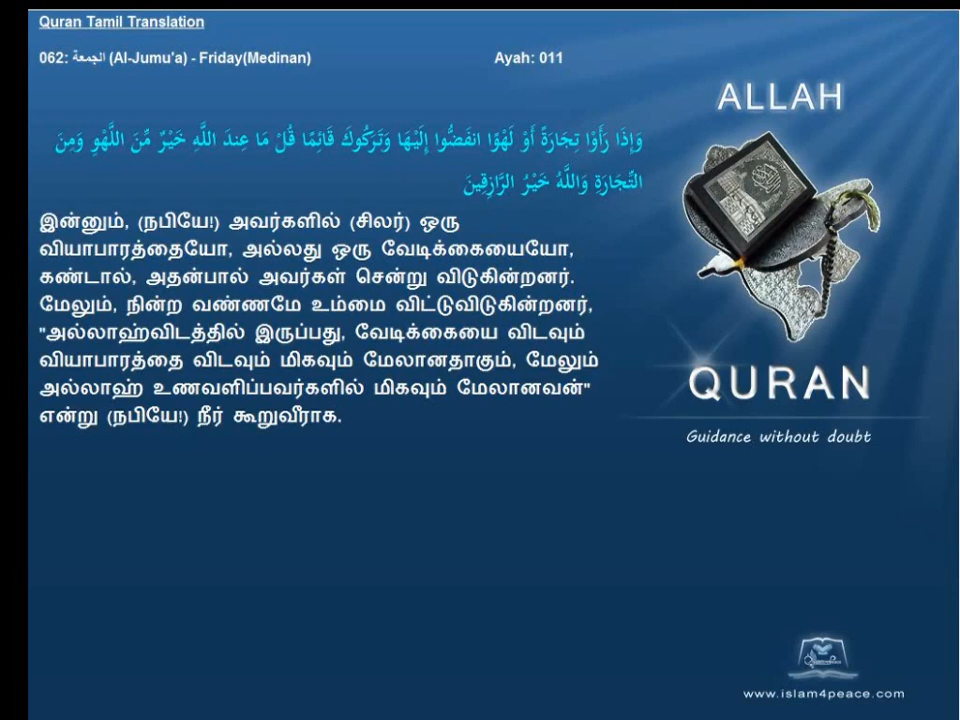 Quran Tamil Translation
062: الجمعة (Al-Jumu'a) - Friday(Medinan) Ayah: 011
وَإِذَا رَأَوْا تِجَارَةً أَوْ لَهْوًا انفَضُّوا إِلَيْهَا وَتَرَكُوكَ قَائِمًا قُلْ مَا عِندَ اللَّهِ خَيْرٌ مِّنَ اللَّهْوِ وَمِنَ
التِّجَارَةِ وَاللَّهُ خَيْرُ الرَّازِقِينَ
இன்னும், (நபியே!) அவர்களில் (சிலர்) ஒரு
வியாபாரத்தையோ, அல்லது ஒரு வேடிக்கையையோ,
கண்டால், அதன்பால் அவர்கள் சென்று விடுகின்றனர்.
மேலும், நின்ற வண்ணமே உம்மை விட்டுவிடுகின்றனர்,
"அல்லாஹ்விடத்தில் இருப்பது, வேடிக்கையை விடவும்
வியாபாரத்தை விடவும் மிகவும் மேலானதாகும், மேலும்
அல்லாஹ் உணவளிப்பவர்களில் மிகவும் மேலானவன்"
என்று (நபியே!) நீர் கூறுவீராக.
ALLAH
QURAN
Guidance without doubt
www.islam4peace.com